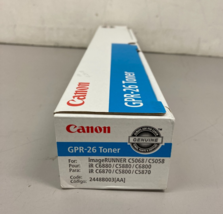 Canon
GPR-26 Toner
Canon
GPR-26 Toner
For: imageRUNNER C5068/C5058
Pour: iR C6880/C5880/C6800
Para: iR C6870/C5800/C5870
Code:
Código: 2448B003[AA]